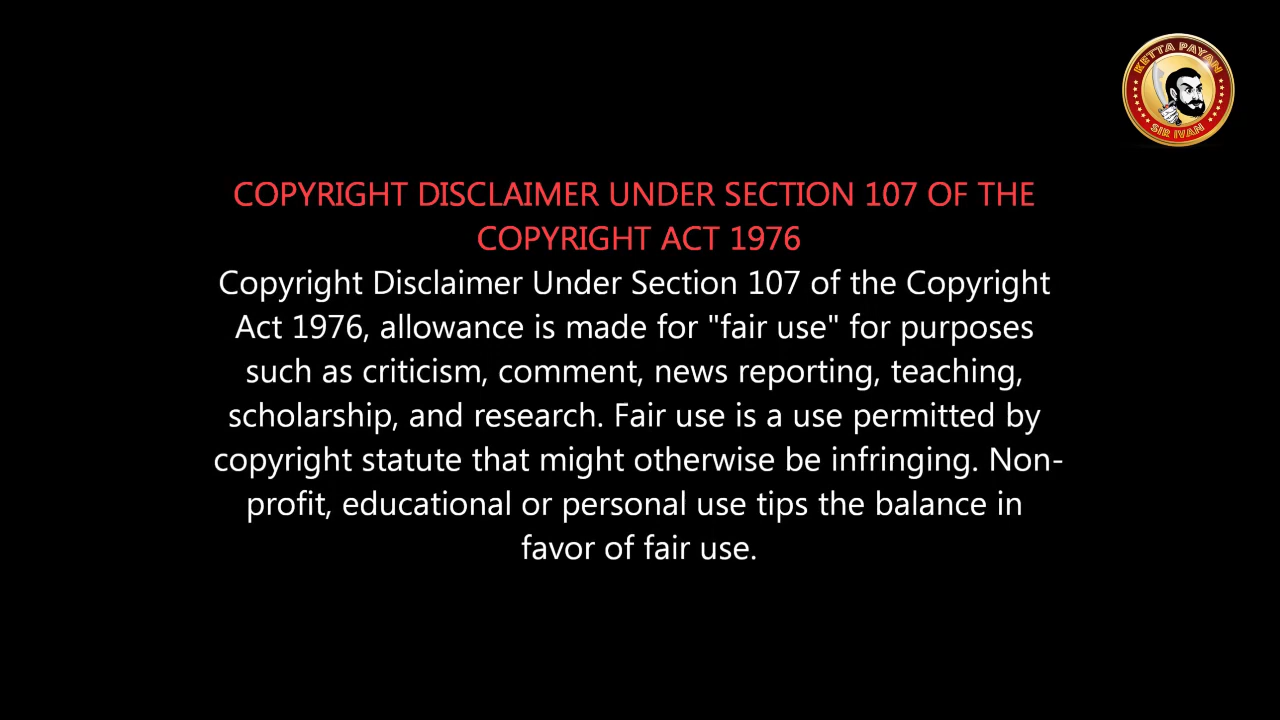 KETTA PAYAN
SIR IVAN
COPYRIGHT DISCLAIMER UNDER SECTION 107 OF THE
COPYRIGHT ACT 1976
Copyright Disclaimer Under Section 107 of the Copyright
Act 1976, allowance is made for "fair use" for purposes
such as criticism, comment, news reporting, teaching,
scholarship, and research. Fair use is a use permitted by
copyright statute that might otherwise be infringing. Non-
profit, educational or personal use tips the balance in
favor of fair use.